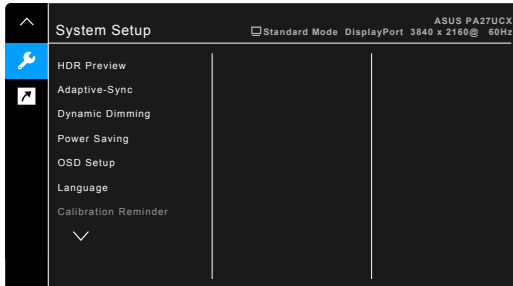 ASUS PA27UCX
System Setup
Standard Mode DisplayPort 3840 x 2160@ 60Hz
HDR Preview
Adaptive-Sync
Dynamic Dimming
Power Saving
OSD Setup
Language
Calibration Reminder